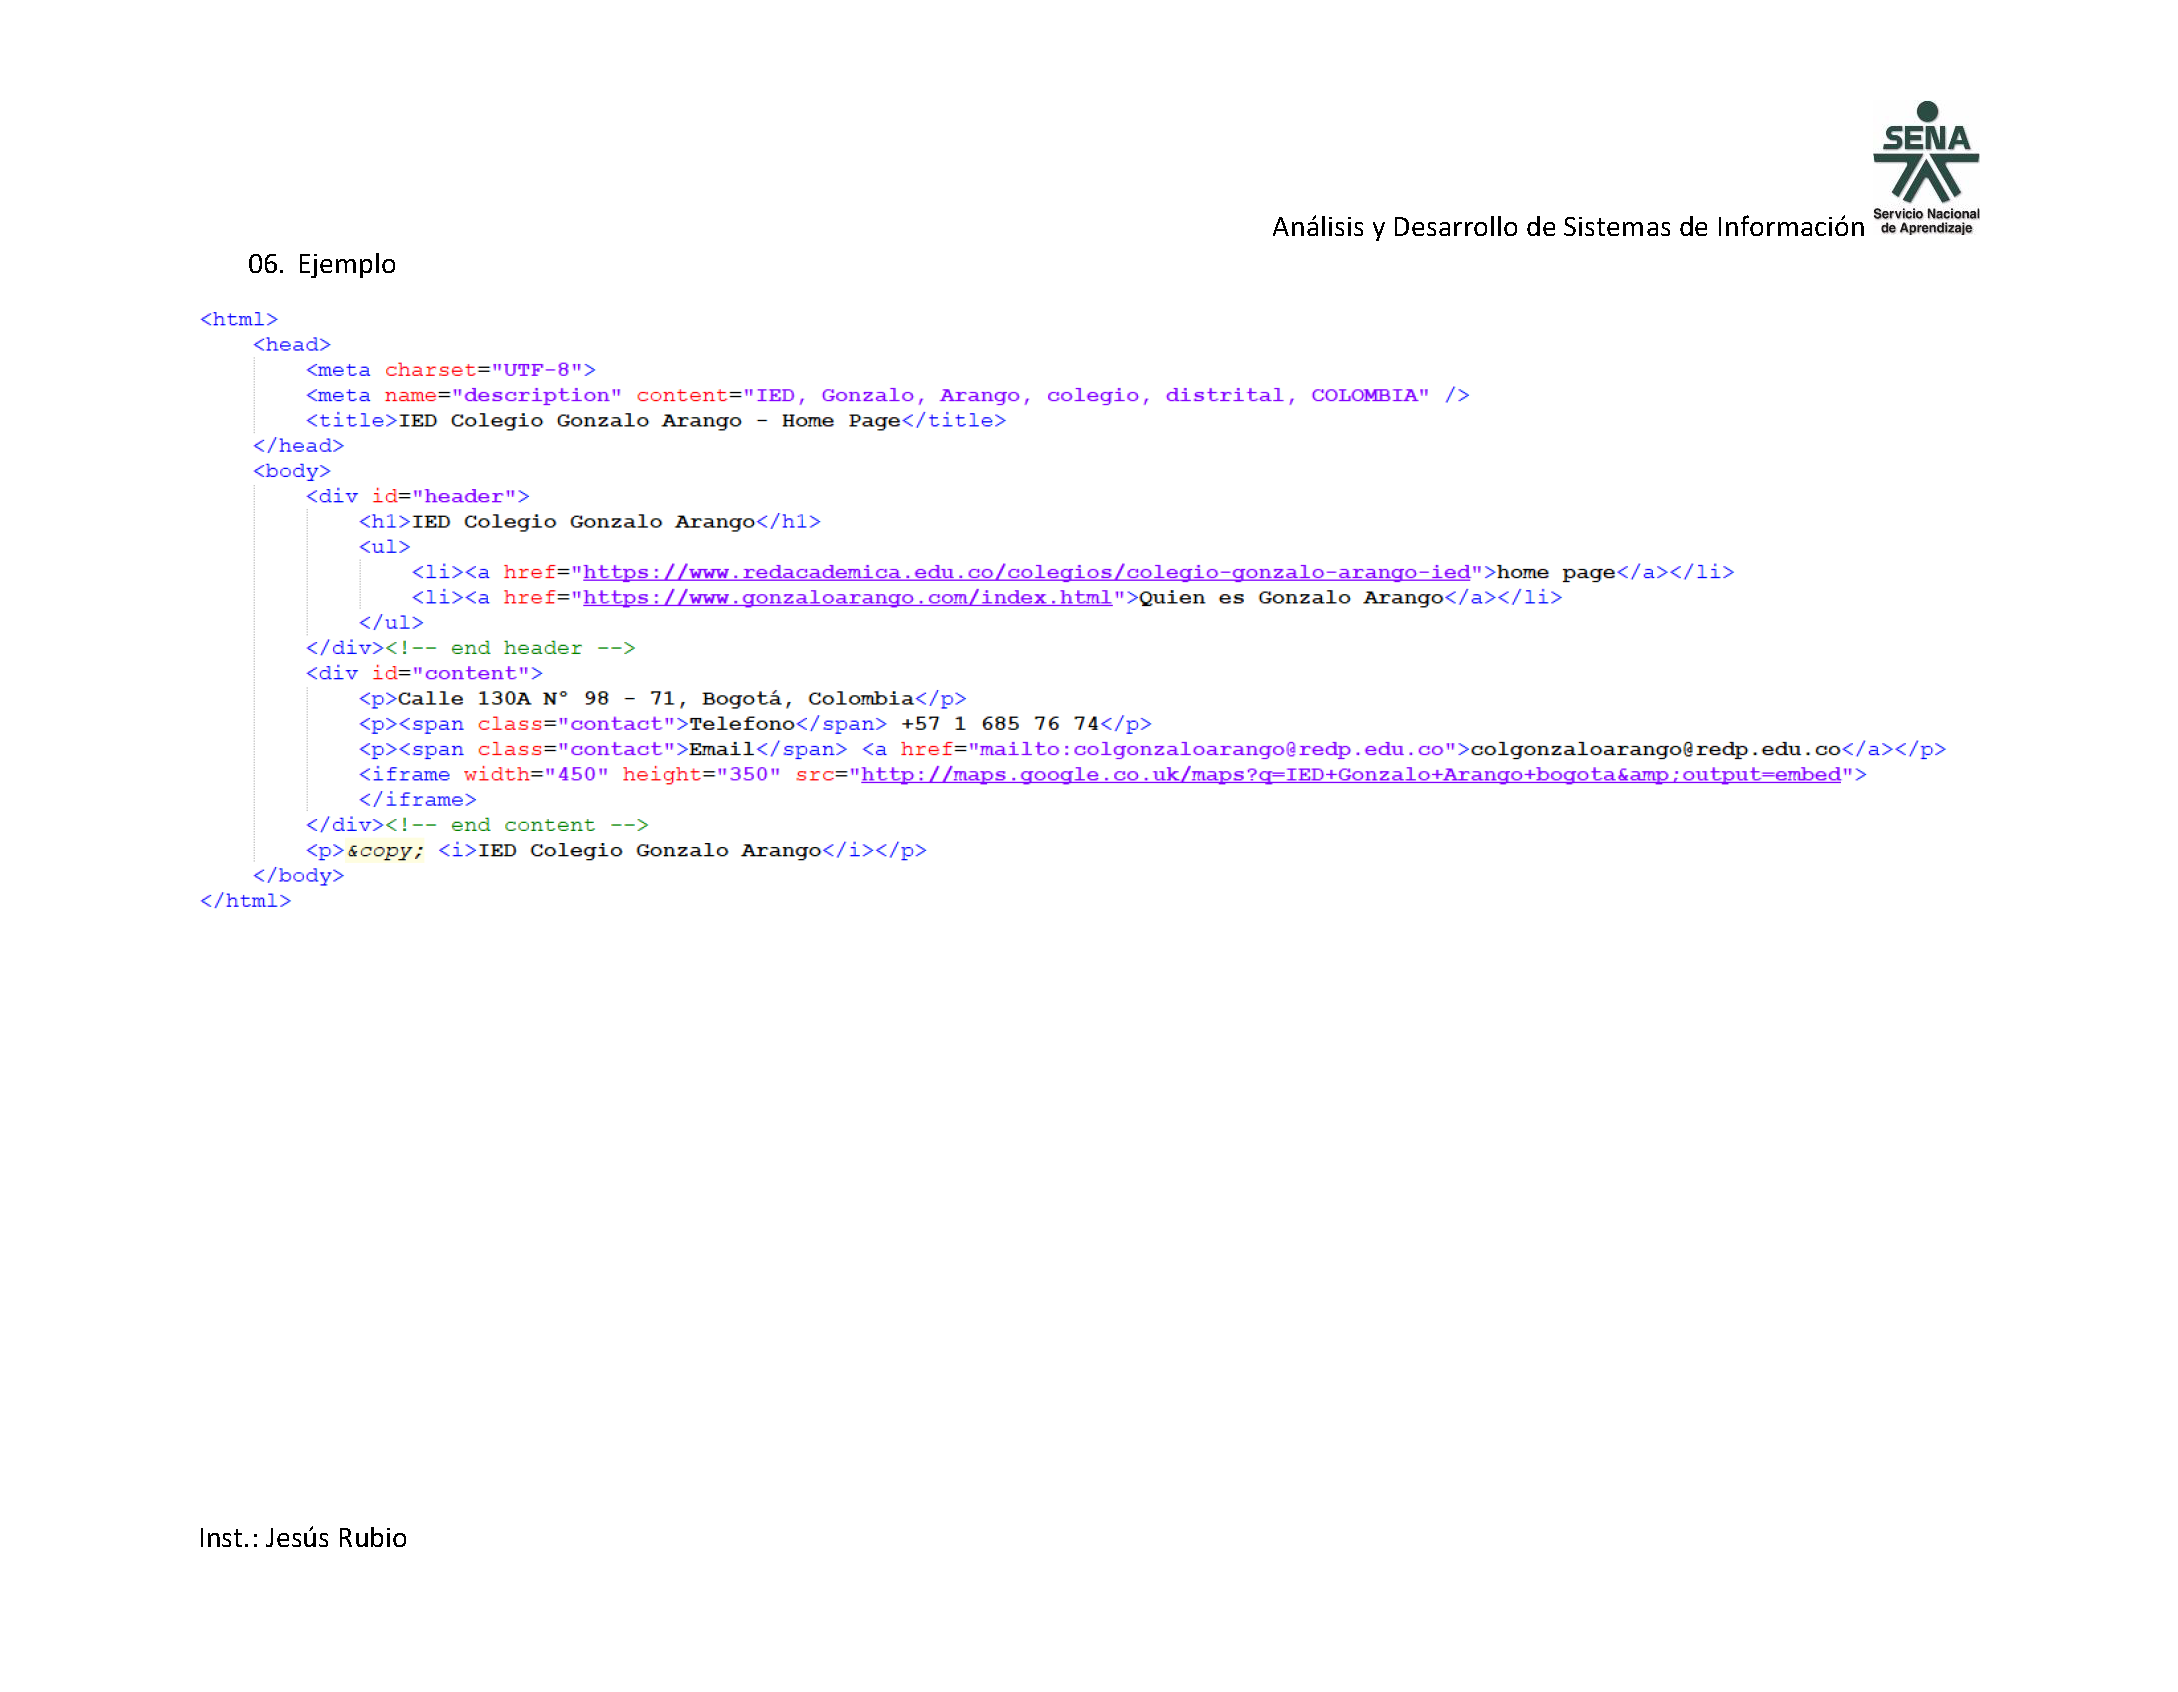 SENA
Servicio Nacional
de Aprendizaje
Análisis y Desarrollo de Sistemas de Información
06. Ejemplo
<html>
<head>
<meta charset="UTF-8">
<meta name="description" content="IED, Gonzalo, Arango, colegio, distrital, COLOMBIA" />
<title>IED Colegio Gonzalo Arango - Home Page</title>
</head>
<body>
<div id="header">
<h1>IED Colegio Gonzalo Arango</h1>
<ul>
<li><a href="https://www.redacademica.edu.co/colegios/colegio-gonzalo-arango-ied">home page</a></li>
<li><a href="https://www.gonzaloarango.com/index.html">Quien es Gonzalo Arango</a></li>
</ul>
</div><!-- end header -->
<div id="content">
<p>Calle 130A N° 98 - 71, Bogotá, Colombia</p>
<p><span class="contact">Telefono</span> +57 1 685 76 74</p>
<p><span class="contact">Email</span> <a href="mailto:colgonzaloarango@redp.edu.co">colgonzaloarango@redp.edu.co</a></p>
<iframe width="450" height="350" src="http://maps.google.co.uk/maps?q=IED+Gonzalo+Arango+bogota&amp;output=embed">
</iframe>
</div><!-- end content -->
<p>&copy; <i>IED Colegio Gonzalo Arango</i></p>
</body>
</html>
Inst.: Jesús Rubio